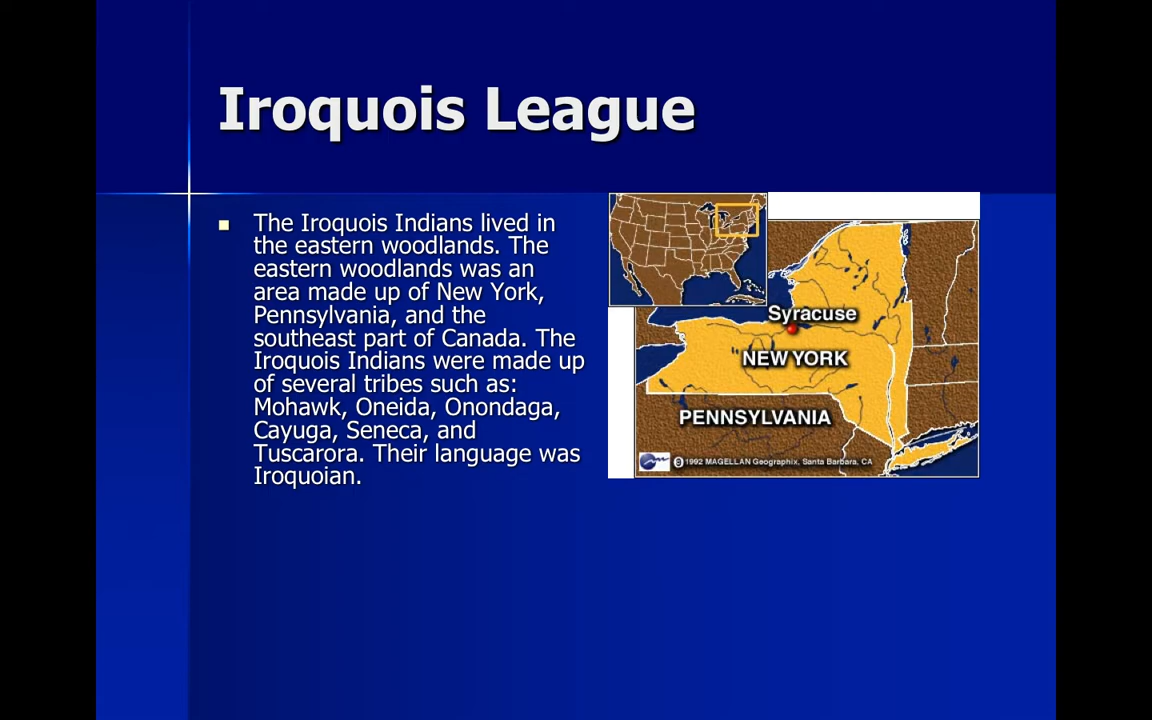 Iroquois League
The Iroquois Indians lived in
the eastern woodlands. The
eastern woodlands was an
area made up of New York,
Pennsylvania, and the
southeast part of Canada. The
Iroquois Indians were made up
of several tribes such as:
Mohawk, Oneida, Onondaga,
Cayuga, Seneca, and
Tuscarora. Their language was
Iroquoian.
Syracuse
NEW YORK
PENNSYLVANIA
© 1992 MAGELLAN Geographix, Santa Barbara, CA